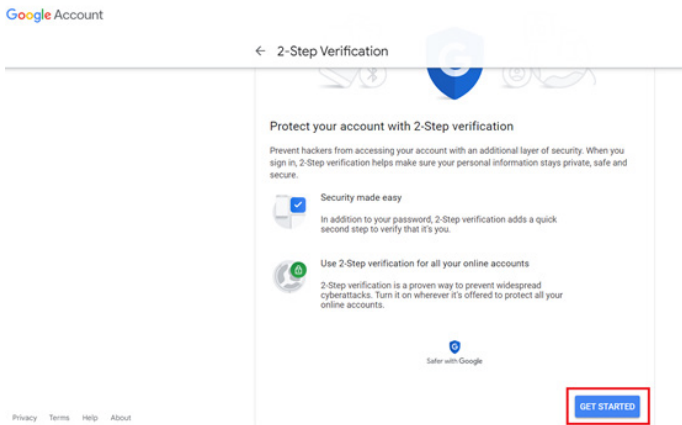 Google Account
← 2-Step Verification
Protect your account with 2-Step verification
Prevent hackers from accessing your account with an additional layer of security. When you
sign in, 2-Step verification helps make sure your personal information stays private, safe and
secure.
Security made easy
In addition to your password, 2-Step verification adds a quick
second step to verify that it's you.
Use 2-Step verification for all your online accounts
2-Step verification is a proven way to prevent widespread
cyberattacks. Turn it on wherever it's offered to protect all your
online accounts.
G
Safer with Google
GET STARTED
Privacy Terms Help About